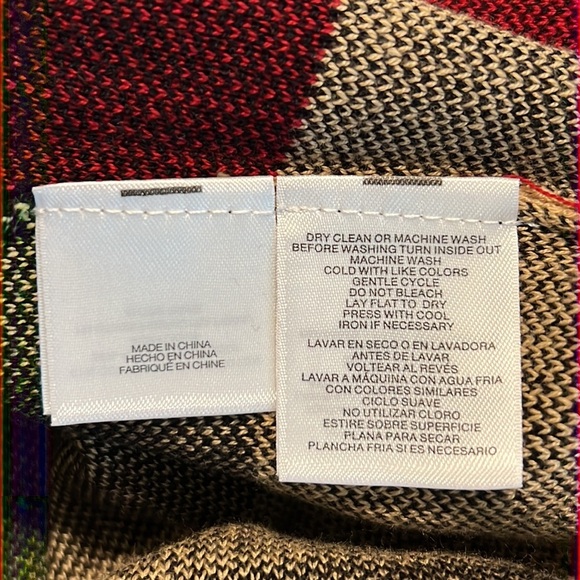 MADE IN CHINA
HECHO EN CHINA
FABRIQUÉ EN CHINE
DRY CLEAN OR MACHINE WASH
BEFORE WASHING TURN INSIDE OUT
MACHINE WASH
COLD WITH LIKE COLORS
GENTLE CYCLE
DO NOT BLEACH
LAY FLAT TO DRY
PRESS WITH COOL
IRON IF NECESSARY
LAVAR EN SECO O EN LAVADORA
ANTES DE LAVAR
VOLTEAR AL REVÉS
LAVAR A MÁQUINA CON AGUA FRIA
CON COLORES SIMILARES
CICLO SUAVE
NO UTILIZAR CLORO
ESTIRE SOBRE SUPERFICIE
PLANA PARA SECAR
PLANCHA FRIA SI ES NECESARIO